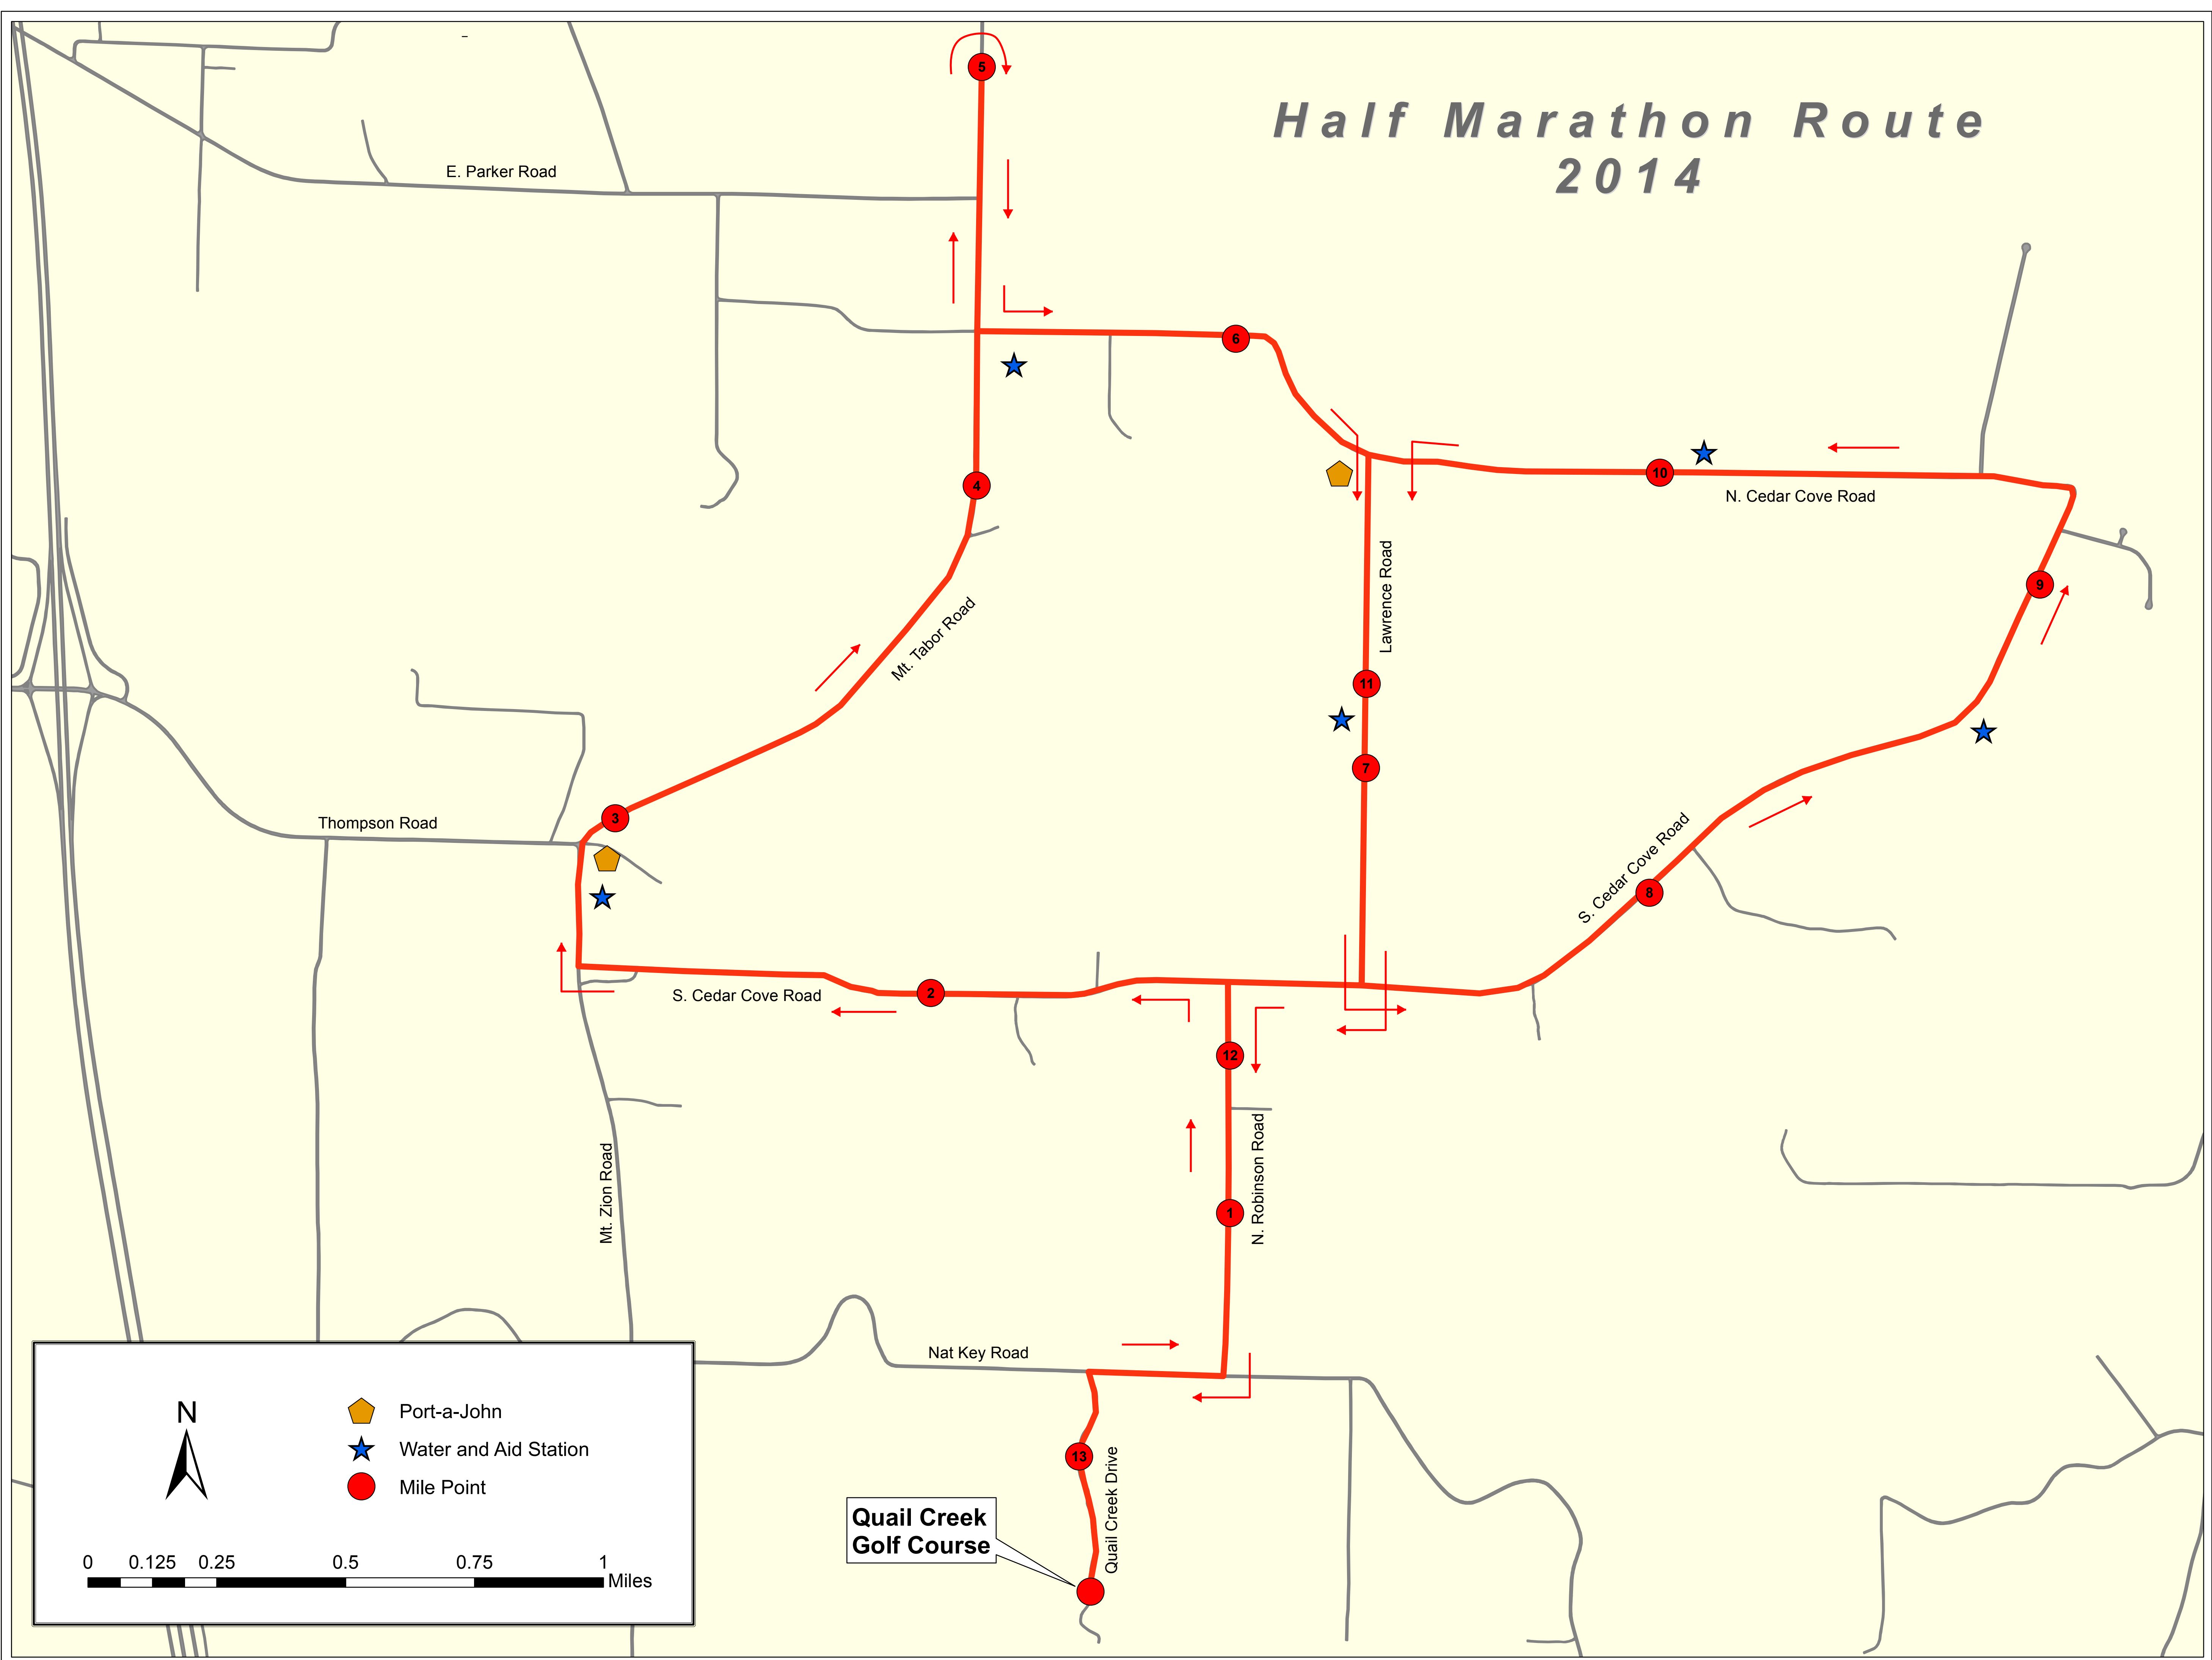 Half Marathon Route
2014
5
E. Parker Road
6
4
10
N. Cedar Cove Road
Lawrence Road
9
Mt. Tabor Road
11
7
3
Thompson Road
S. Cedar Cove Road
8
2
S. Cedar Cove Road
12
N. Robinson Road
Mt. Zion Road
1
Nat Key Road
13
Quail Creek Drive
Quail Creek
Golf Course
N
Port-a-John
Water and Aid Station
Mile Point
0 0.125 0.25 0.5 0.75 1
Miles